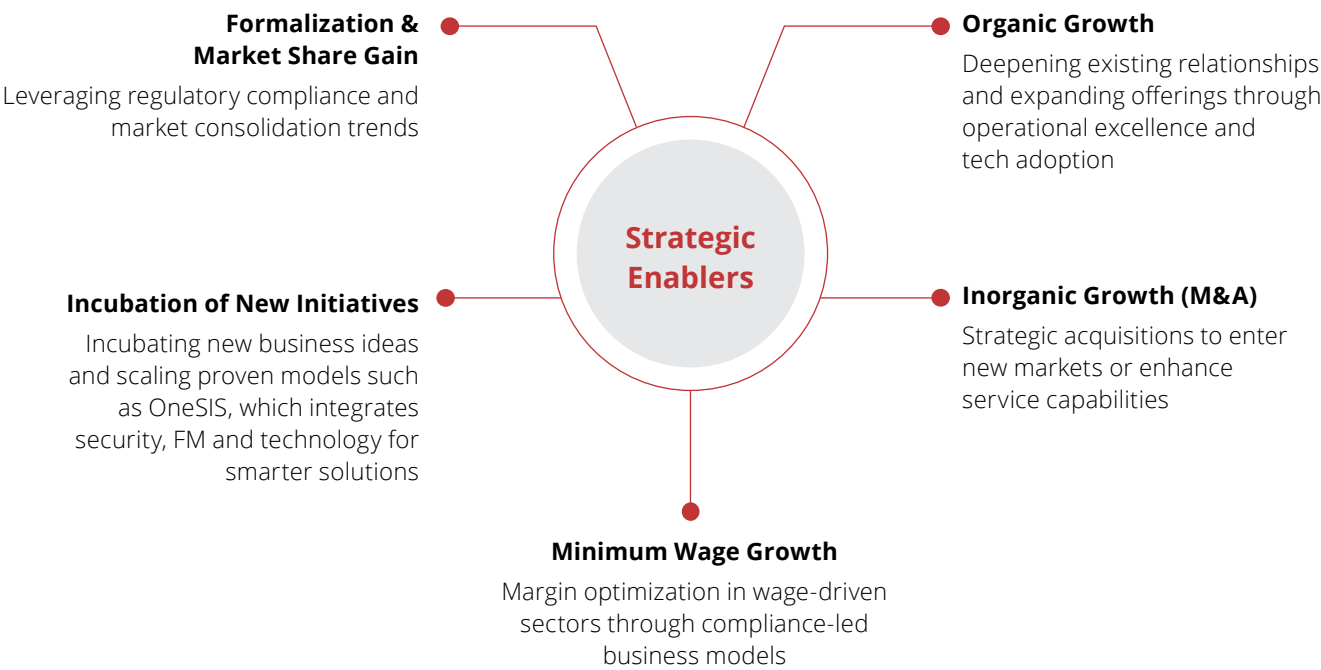 Formalization &
Market Share Gain
Leveraging regulatory compliance and
market consolidation trends
Organic Growth
Deepening existing relationships
and expanding offerings through
operational excellence and
tech adoption
Strategic
Enablers
Incubation of New Initiatives
Incubating new business ideas
and scaling proven models such
as OneSIS, which integrates
security, FM and technology for
smarter solutions
Inorganic Growth (M&A)
Strategic acquisitions to enter
new markets or enhance
service capabilities
Minimum Wage Growth
Margin optimization in wage-driven
sectors through compliance-led
business models